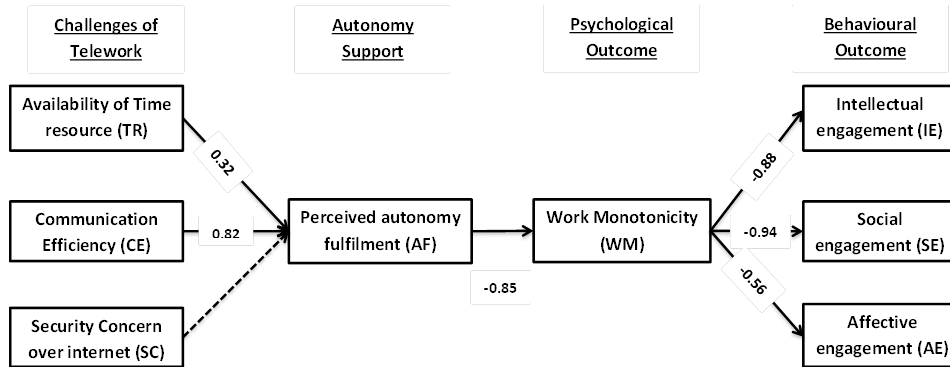 Challenges of
Telework
Autonomy
Support
Psychological
Outcome
Behavioural
Outcome
Availability of Time
resource (TR)
0.32
Communication
Efficiency (CE)
0.82
Security Concern
over internet (SC)
Perceived autonomy
fulfilment (AF)
-0.85
Work Monotonicity
(WM)
-0.88
-0.94
-0.56
Intellectual
engagement (IE)
Social
engagement (SE)
Affective
engagement (AE)